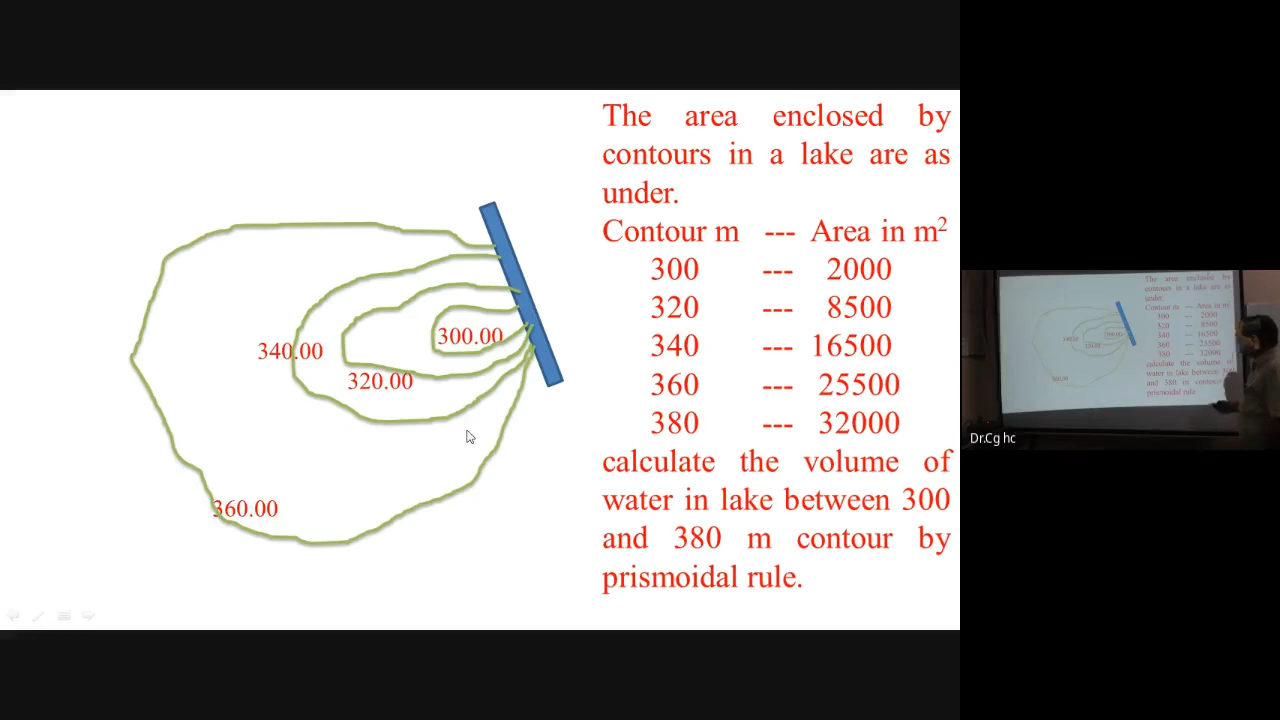 The area enclosed by
contours in a lake are as
under.
Contour m --- Area in m²
300 --- 2000
320 --- 8500
340 --- 16500
360 --- 25500
380 --- 32000
calculate the volume of
water in lake between 300
and 380 m contour by
prismoidal rule.
300.00
340.00
320.00
360.00
Dr.Cg hc